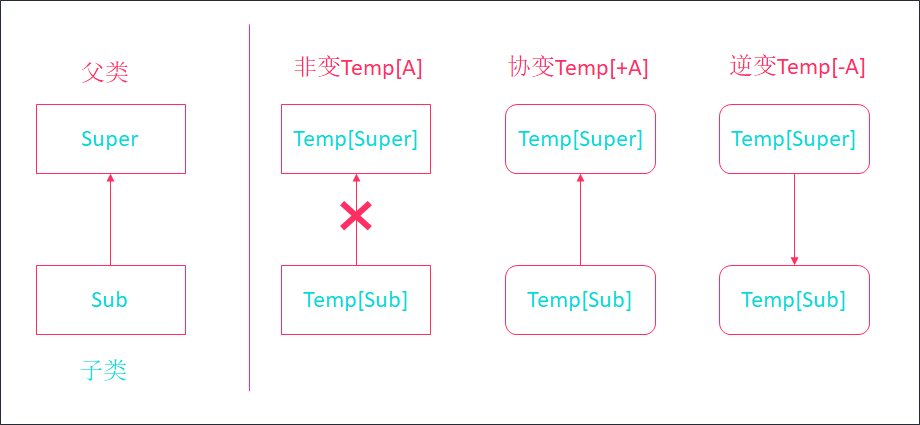 父类
Super
Sub
子类
非变Temp[A]
Temp[Super]
Temp[Sub]
协变Temp[+A]
Temp[Super]
Temp[Sub]
逆变Temp[-A]
Temp[Super]
Temp[Sub]